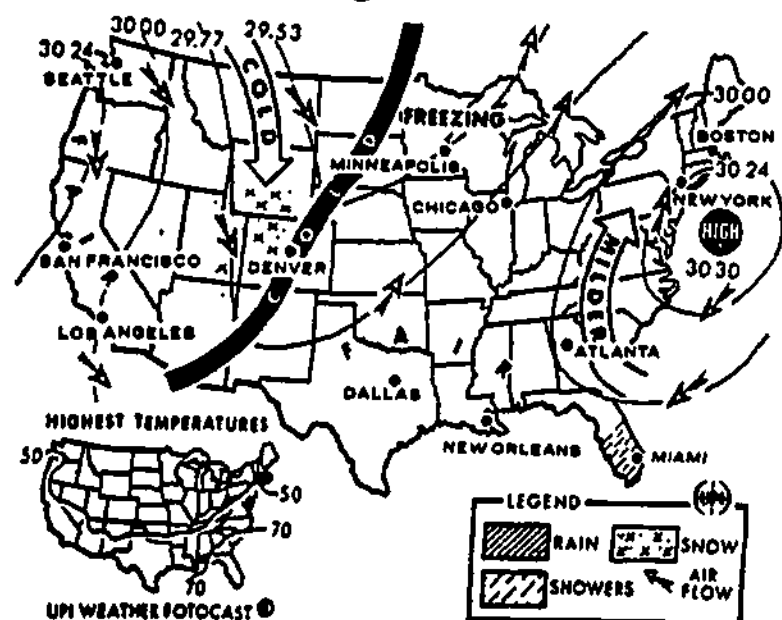 30.00
29.77
29.53
30.24
SEATTLE
COLD
FREEZING
MINNEAPOLIS
30.00
BOSTON
30.24
CHICAGO
NEW YORK
HIGH
30.30
SAN FRANCISCO
DENVER
MILDER
LOS ANGELES
FAIR
ATLANTA
DALLAS
NEW ORLEANS
MIAMI
HIGHEST TEMPERATURES
50
50
70
70
UPI WEATHER FOTOCAST
LEGEND
RAIN
SNOW
SHOWERS
AIR FLOW